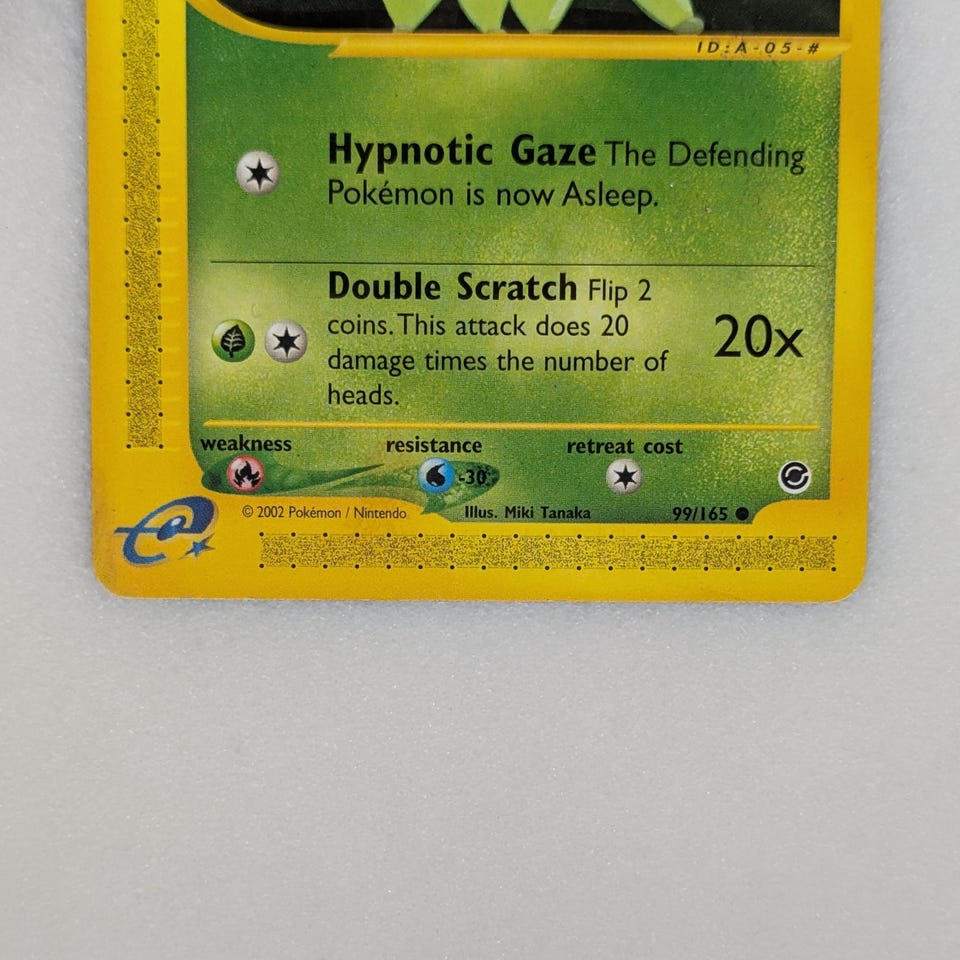 ID:A-05-#
Hypnotic Gaze The Defending
Pokémon is now Asleep.
Double Scratch Flip 2
coins. This attack does 20
damage times the number of
heads.
20x
weakness resistance retreat cost
-30
© 2002 Pokémon / Nintendo Illus. Miki Tanaka 99/165